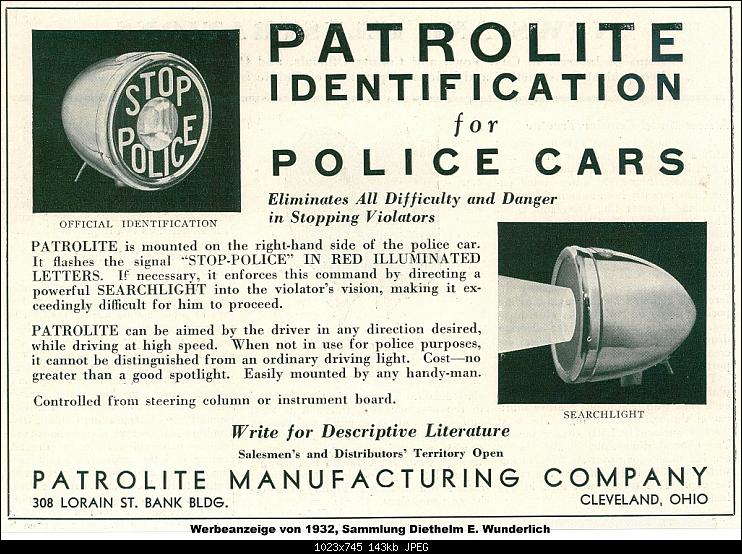 PATROLITE
IDENTIFICATION
for
POLICE CARS
STOP
POLICE
OFFICIAL IDENTIFICATION
Eliminates All Difficulty and Danger
in Stopping Violators
PATROLITE is mounted on the right-hand side of the police car.
It flashes the signal "STOP-POLICE" IN RED ILLUMINATED
LETTERS. If necessary, it enforces this command by directing a
powerful SEARCHLIGHT into the violator's vision, making it ex-
ceedingly difficult for him to proceed.
PATROLITE can be aimed by the driver in any direction desired,
while driving at high speed. When not in use for police purposes,
it cannot be distinguished from an ordinary driving light. Cost—no
greater than a good spotlight. Easily mounted by any handy-man.
Controlled from steering column or instrument board.
SEARCHLIGHT
Write for Descriptive Literature
Salesmen's and Distributors' Territory Open
PATROLITE MANUFACTURING COMPANY
308 LORAIN ST. BANK BLDG. CLEVELAND, OHIO
Werbeanzeige von 1932, Sammlung Diethelm E. Wunderlich
1023x745 143kb JPEG